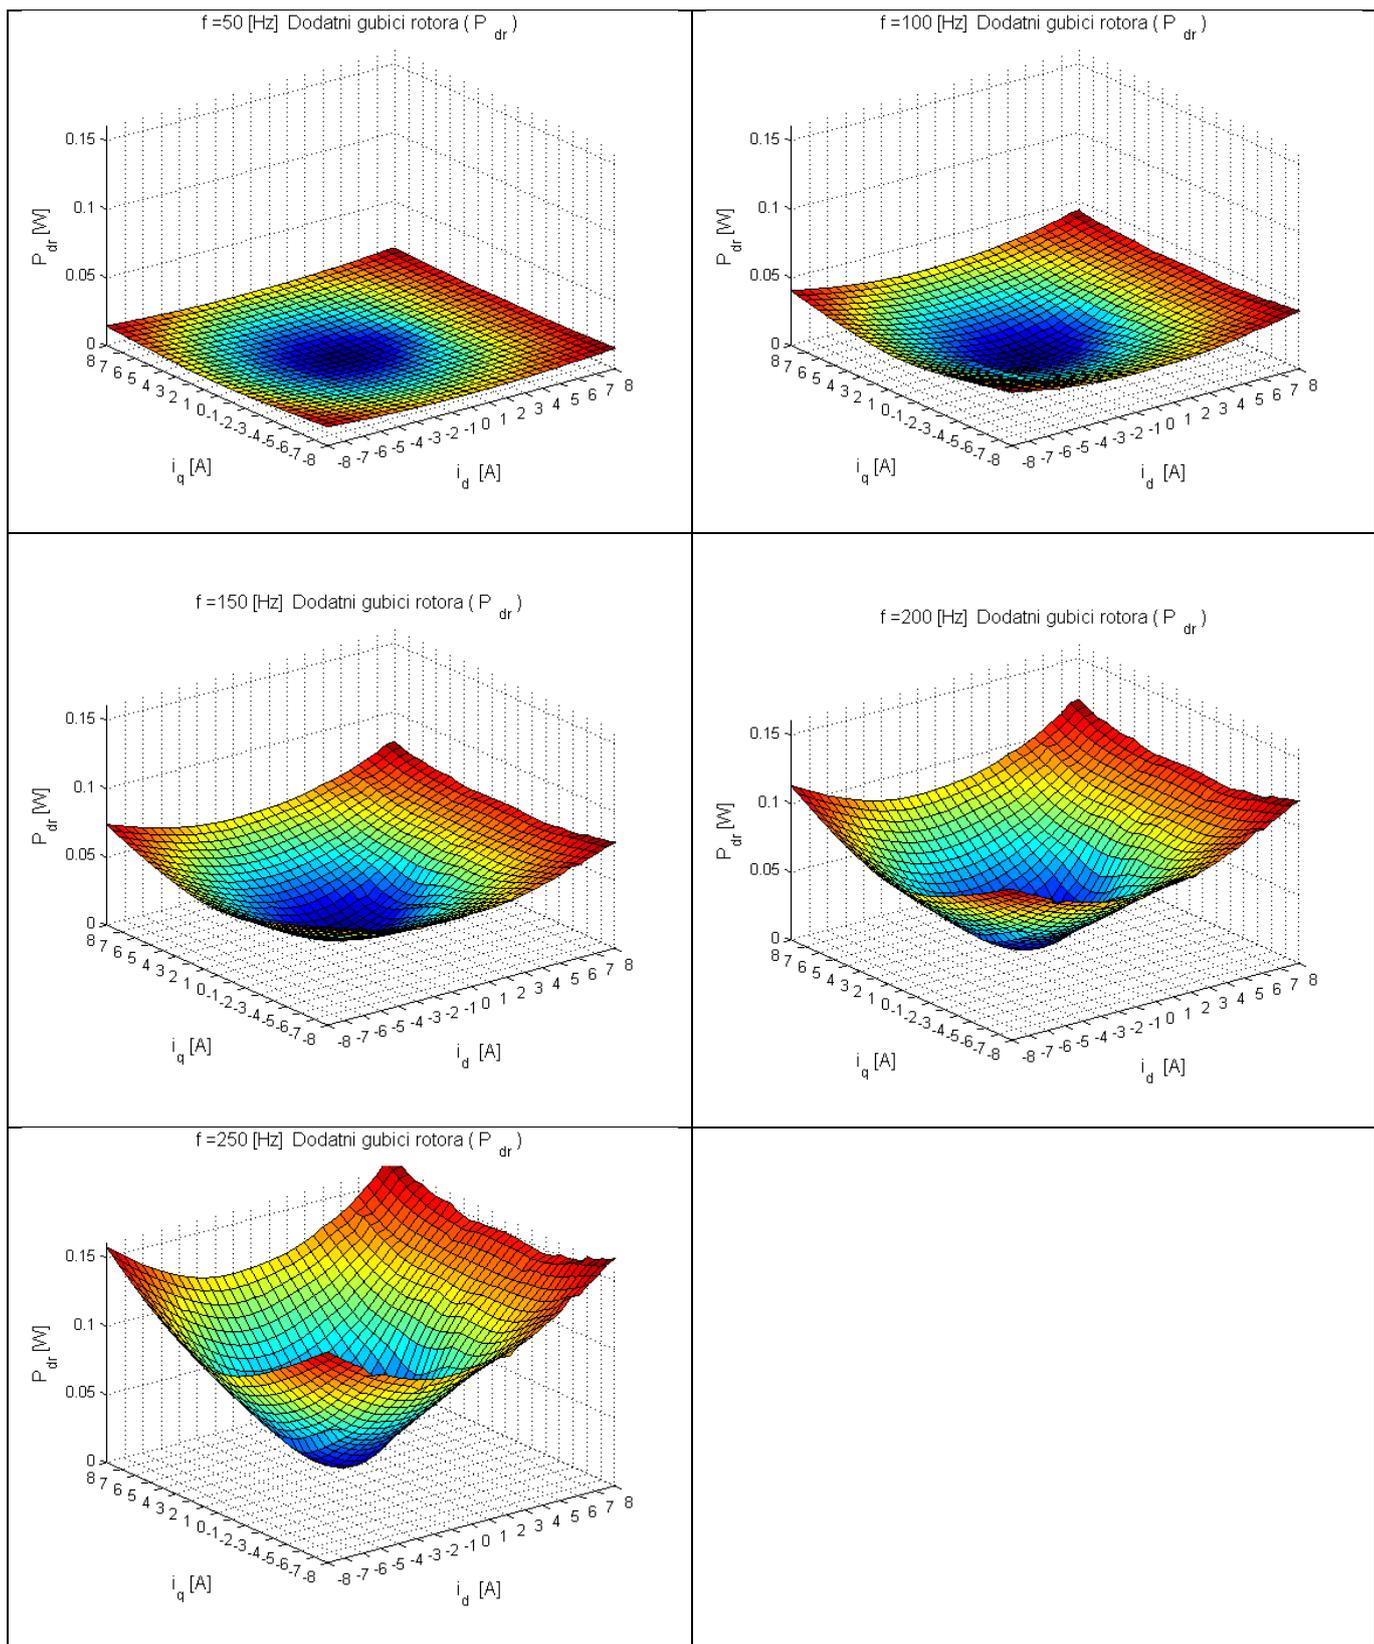 f =50 [Hz] Dodatni gubici rotora ( P dr )
0.15
0.1
0.05
0
P dr [W]
8 7 6 5 4 3 2 1 0 -1 -2 -3 -4 -5 -6 -7 -8
-8 -7 -6 -5 -4 -3 -2 -1 0 1 2 3 4 5 6 7 8
i q [A]
i d [A]
f =100 [Hz] Dodatni gubici rotora ( P dr )
0.15
0.1
0.05
0
P dr [W]
8 7 6 5 4 3 2 1 0 -1 -2 -3 -4 -5 -6 -7 -8
-8 -7 -6 -5 -4 -3 -2 -1 0 1 2 3 4 5 6 7 8
i q [A]
i d [A]
f =150 [Hz] Dodatni gubici rotora ( P dr )
0.15
0.1
0.05
0
P dr [W]
8 7 6 5 4 3 2 1 0 -1 -2 -3 -4 -5 -6 -7 -8
-8 -7 -6 -5 -4 -3 -2 -1 0 1 2 3 4 5 6 7 8
i q [A]
i d [A]
f =200 [Hz] Dodatni gubici rotora ( P dr )
0.15
0.1
0.05
0
P dr [W]
8 7 6 5 4 3 2 1 0 -1 -2 -3 -4 -5 -6 -7 -8
-8 -7 -6 -5 -4 -3 -2 -1 0 1 2 3 4 5 6 7 8
i q [A]
i d [A]
f =250 [Hz] Dodatni gubici rotora ( P dr )
0.15
0.1
0.05
0
P dr [W]
8 7 6 5 4 3 2 1 0 -1 -2 -3 -4 -5 -6 -7 -8
-8 -7 -6 -5 -4 -3 -2 -1 0 1 2 3 4 5 6 7 8
i q [A]
i d [A]